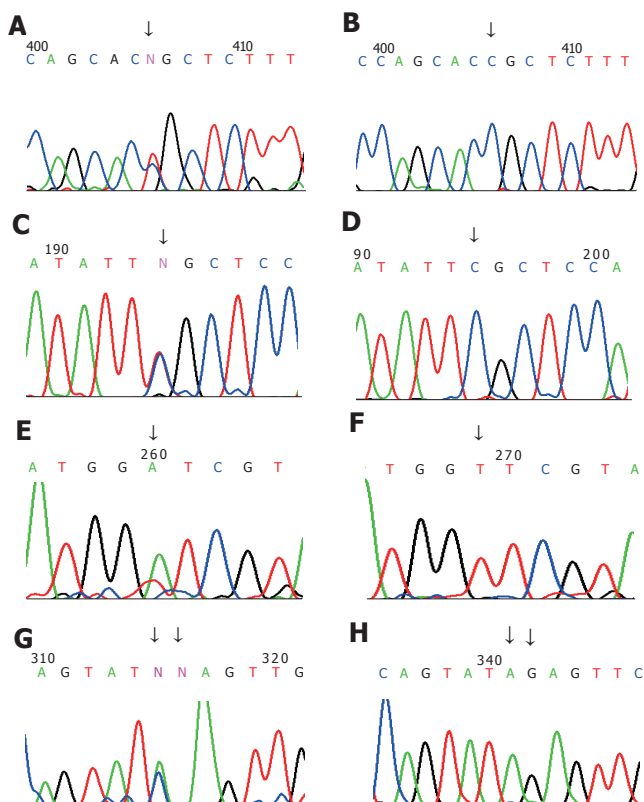 A
400 410
C A G C A C N G C T C T T T
B
400 410
C C A G C A C C G C T C T T T
C
190
A T A T T N G C T C C
D
90 200
A T A T T C G C T C C A
E
260
A T G G A T C G T
F
270
T G G T T C G T A
G
310 320
A G T A T N N A G T T G
H
340
C A G T A T A G A G T T C